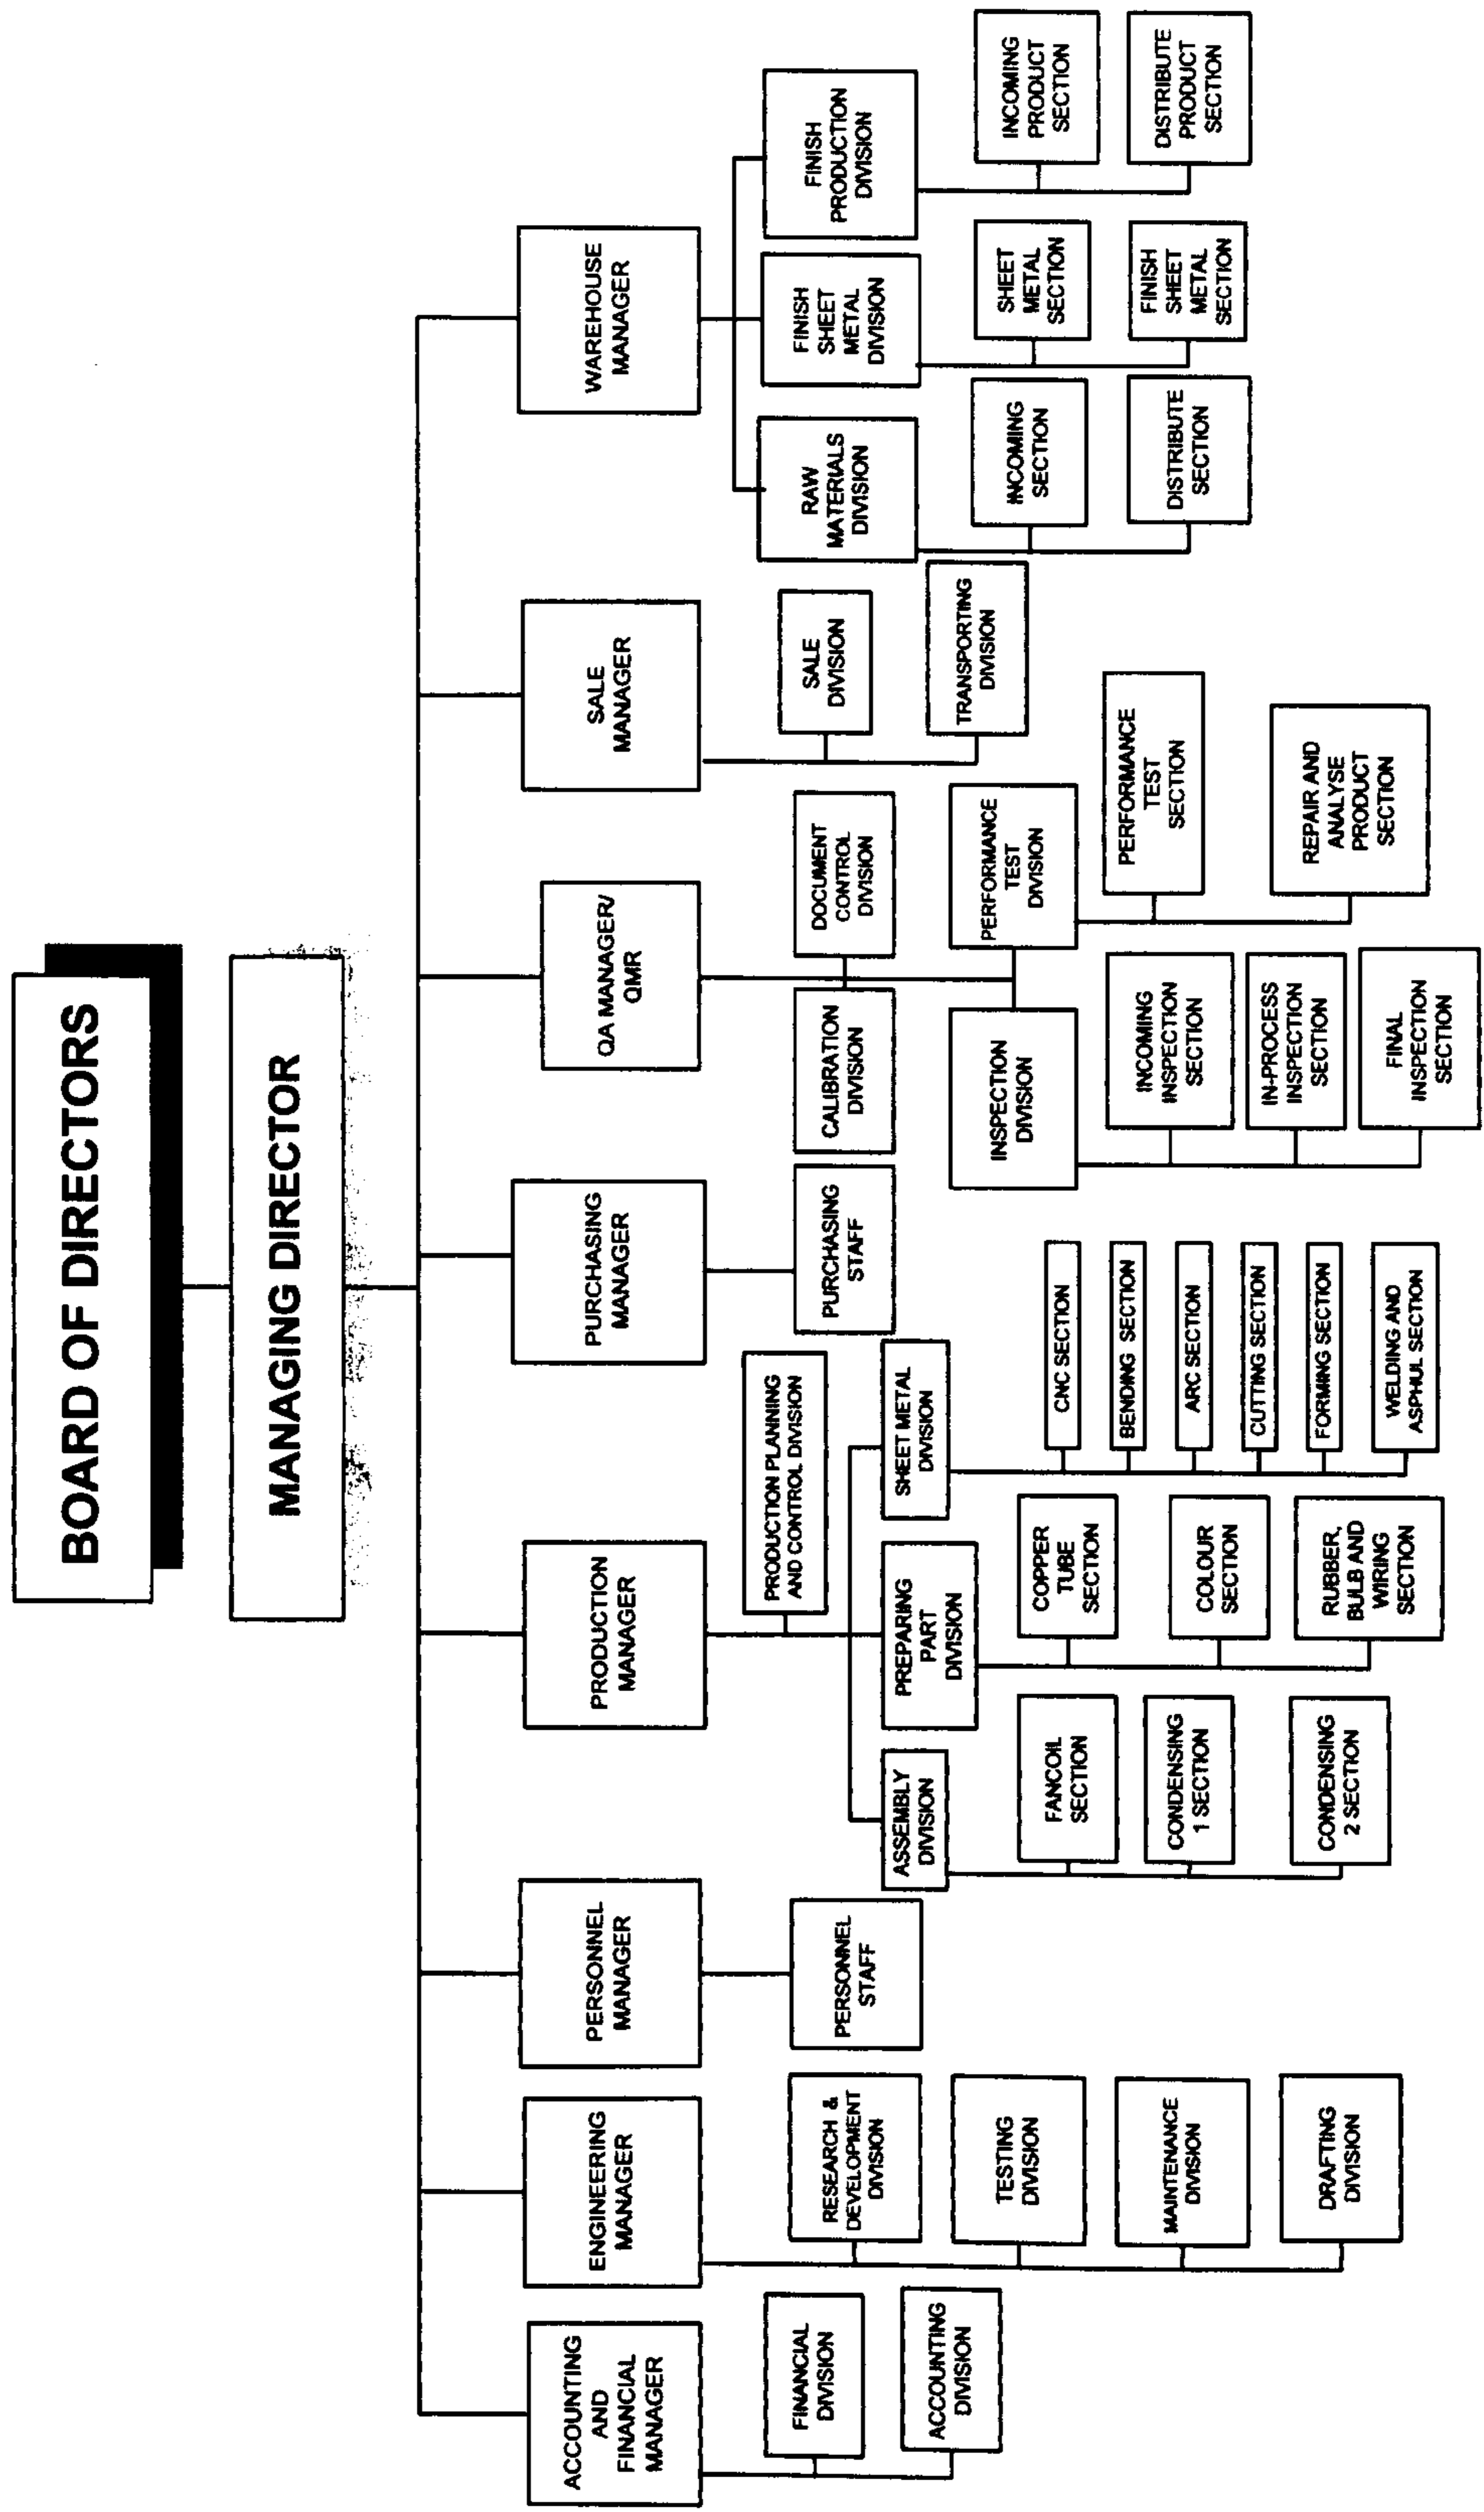 BOARD OF DIRECTORS
MANAGING DIRECTOR
ACCOUNTING
AND
FINANCIAL
MANAGER
ENGINEERING
MANAGER
PERSONNEL
MANAGER
PRODUCTION
MANAGER
PURCHASING
MANAGER
QA MANAGER/
QMR
SALE
MANAGER
WAREHOUSE
MANAGER
FINANCIAL
DIVISION
ACCOUNTING
DIVISION
RESEARCH &
DEVELOPMENT
DIVISION
TESTING
DIVISION
MAINTENANCE
DIVISION
DRAFTING
DIVISION
PERSONNEL
STAFF
PRODUCTION PLANNING
AND CONTROL DIVISION
ASSEMBLY
DIVISION
FANCOIL
SECTION
CONDENSING
1 SECTION
CONDENSING
2 SECTION
PREPARING
PART
DIVISION
COPPER
TUBE
SECTION
COLOUR
SECTION
RUBBER,
BULB AND
WIRING
SECTION
SHEET METAL
DIVISION
CNC SECTION
BENDING SECTION
ARC SECTION
CUTTING SECTION
FORMING SECTION
WELDING AND
ASPHUL SECTION
PURCHASING
STAFF
CALIBRATION
DIVISION
DOCUMENT
CONTROL
DIVISION
INSPECTION
DIVISION
INCOMING
INSPECTION
SECTION
IN-PROCESS
INSPECTION
SECTION
FINAL
INSPECTION
SECTION
PERFORMANCE
TEST
DIVISION
PERFORMANCE
TEST
SECTION
REPAIR AND
ANALYSE
PRODUCT
SECTION
SALE
DIVISION
TRANSPORTING
DIVISION
RAW
MATERIALS
DIVISION
INCOMING
SECTION
DISTRIBUTE
SECTION
FINISH
SHEET
METAL
DIVISION
SHEET
METAL
SECTION
FINISH
SHEET
METAL
SECTION
FINISH
PRODUCTION
DIVISION
INCOMING
PRODUCT
SECTION
DISTRIBUTE
PRODUCT
SECTION